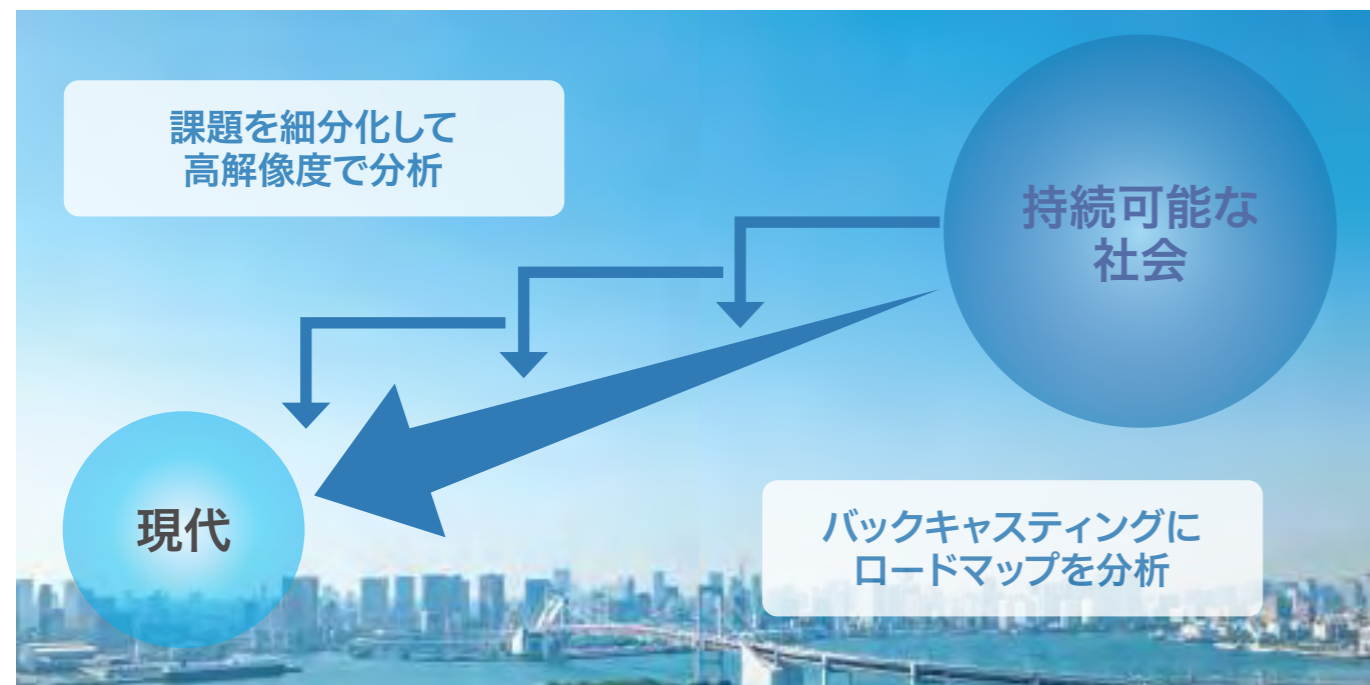 課題を細分化して
高解像度で分析
持続可能な
社会
現代
バックキャスティングに
ロードマップを分析